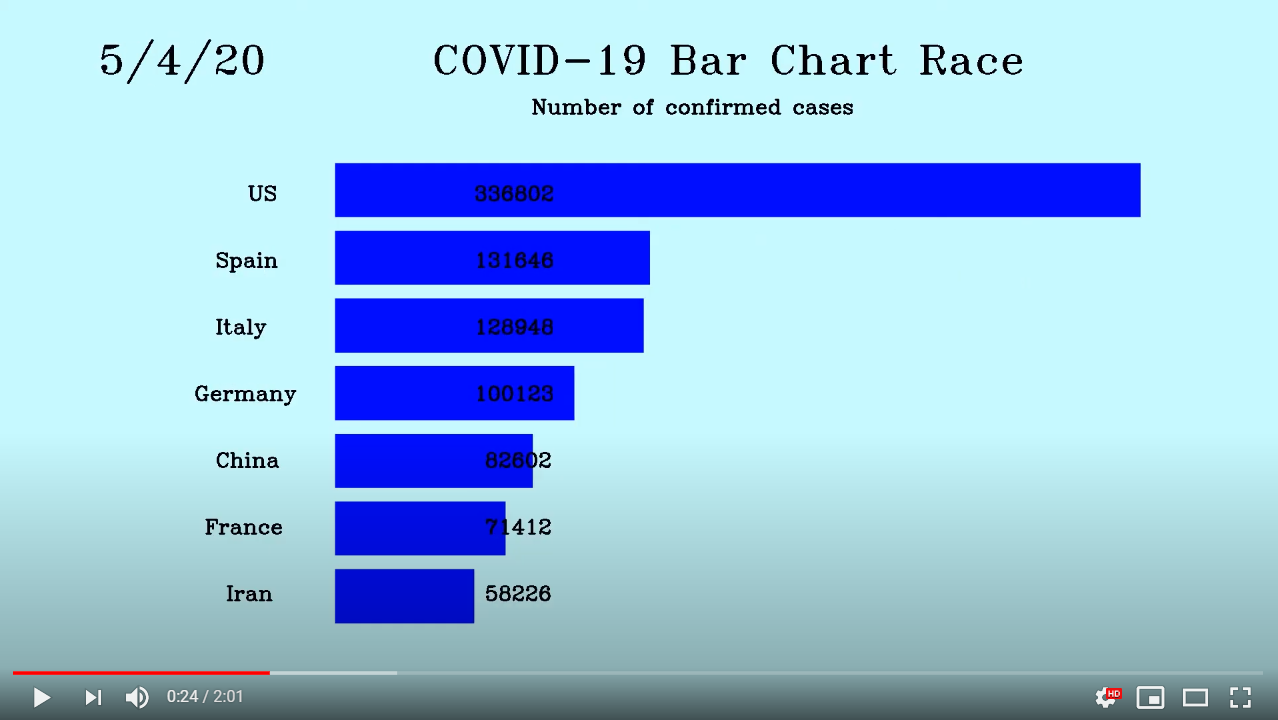 5/4/20 COVID-19 Bar Chart Race
Number of confirmed cases
US 336802
Spain 131646
Italy 128948
Germany 100123
China 82602
France 71412
Iran 58226
0:24 / 2:01 HD